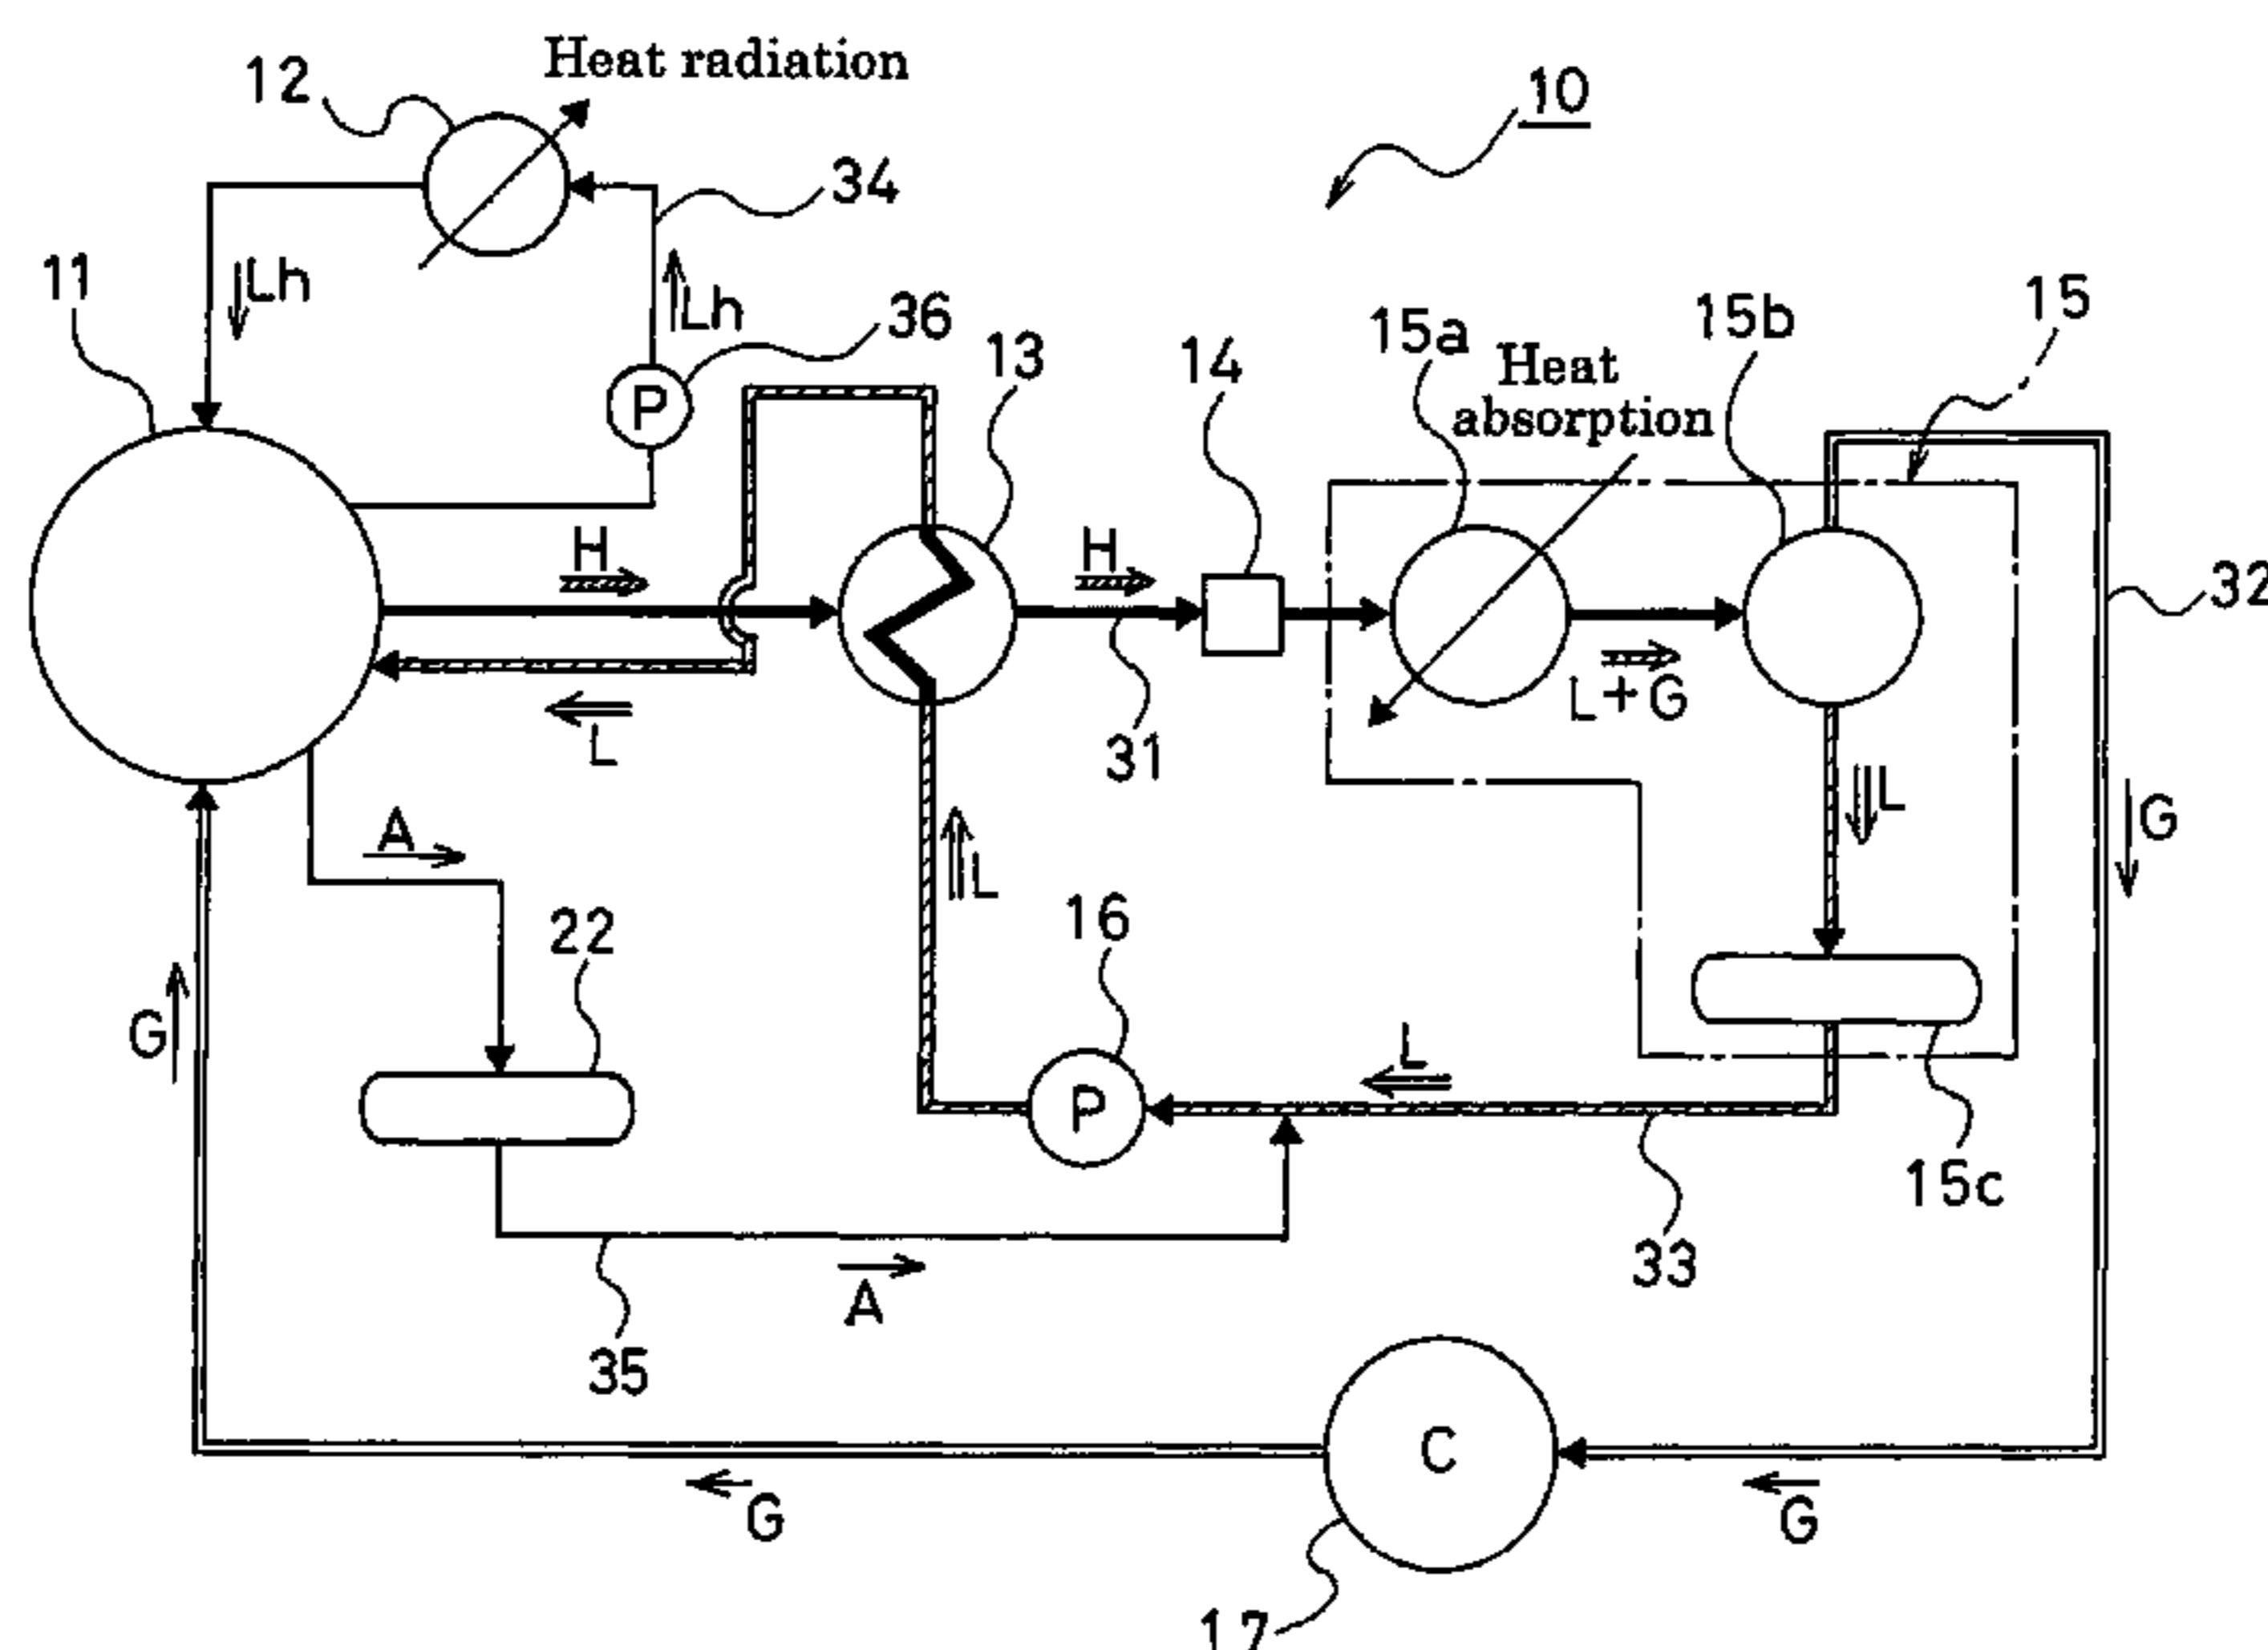 Heat radiation
12
10
34
11
Lh
Lh
36
13
14
15a
Heat
absorption
15b
15
P
H
H
32
L
31
L+G
L
G
A
L
22
16
G
L
P
15c
33
A
35
C
G
G
17